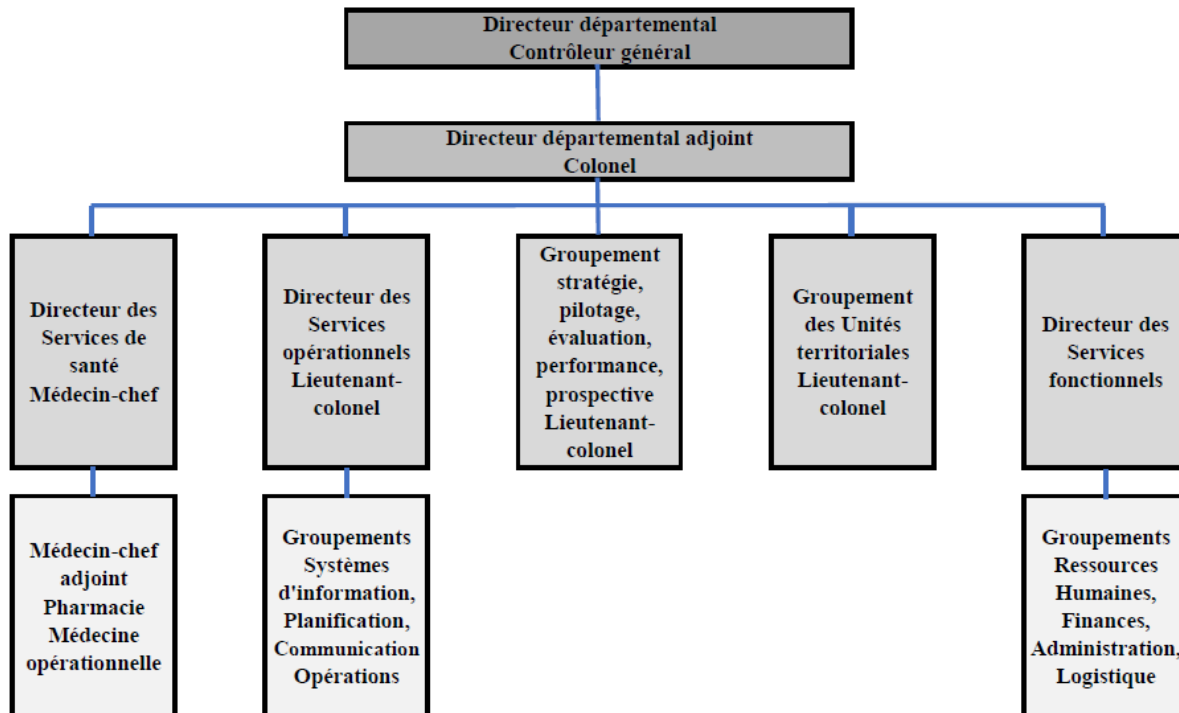 Directeur départemental
Contrôleur général
Directeur départemental adjoint
Colonel
Directeur des
Services de
santé
Médecin-chef
Directeur des
Services
opérationnels
Lieutenant-
colonel
Groupement
stratégie,
pilotage,
évaluation,
performance,
prospective
Lieutenant-
colonel
Groupement
des Unités
territoriales
Lieutenant-
colonel
Directeur des
Services
fonctionnels
Médecin-chef
adjoint
Pharmacie
Médecine
opérationnelle
Groupements
Systèmes
d'information,
Planification,
Communication
Opérations
Groupements
Ressources
Humaines,
Finances,
Administration,
Logistique